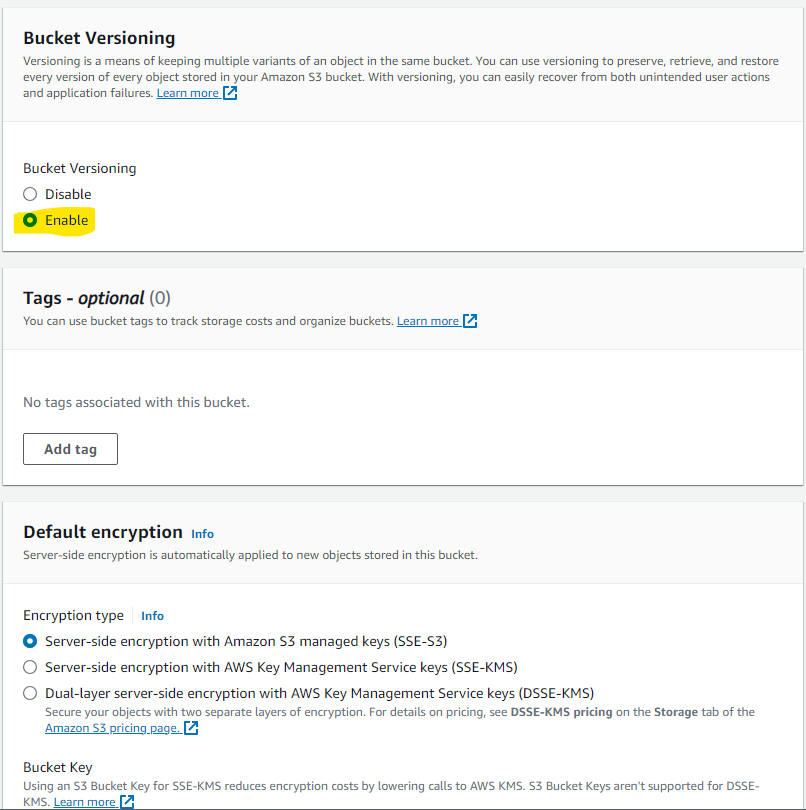 Bucket Versioning
Versioning is a means of keeping multiple variants of an object in the same bucket. You can use versioning to preserve, retrieve, and restore
every version of every object stored in your Amazon S3 bucket. With versioning, you can easily recover from both unintended user actions
and application failures. Learn more
Bucket Versioning
Disable
Enable
Tags - optional (0)
You can use bucket tags to track storage costs and organize buckets. Learn more
No tags associated with this bucket.
Add tag
Default encryption Info
Server-side encryption is automatically applied to new objects stored in this bucket.
Encryption type Info
Server-side encryption with Amazon S3 managed keys (SSE-S3)
Server-side encryption with AWS Key Management Service keys (SSE-KMS)
Dual-layer server-side encryption with AWS Key Management Service keys (DSSE-KMS)
Secure your objects with two separate layers of encryption. For details on pricing, see DSSE-KMS pricing on the Storage tab of the
Amazon S3 pricing page.
Bucket Key
Using an S3 Bucket Key for SSE-KMS reduces encryption costs by lowering calls to AWS KMS. S3 Bucket Keys aren't supported for DSSE-
KMS. Learn more